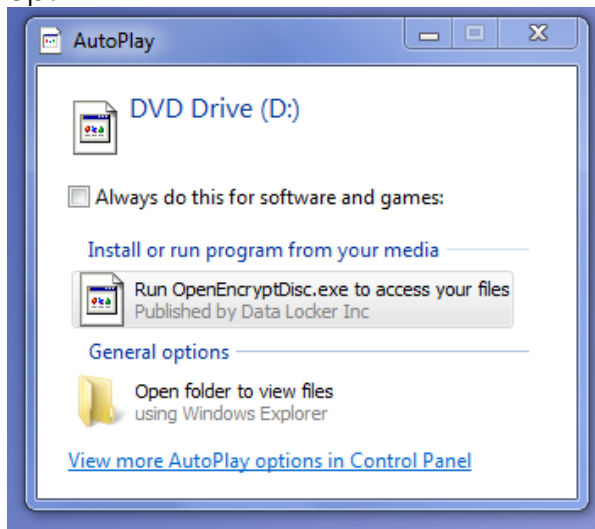 AutoPlay
DVD Drive (D:)
Always do this for software and games:
Install or run program from your media
Run OpenEncryptDisc.exe to access your files
Published by Data Locker Inc
General options
Open folder to view files
using Windows Explorer
View more AutoPlay options in Control Panel